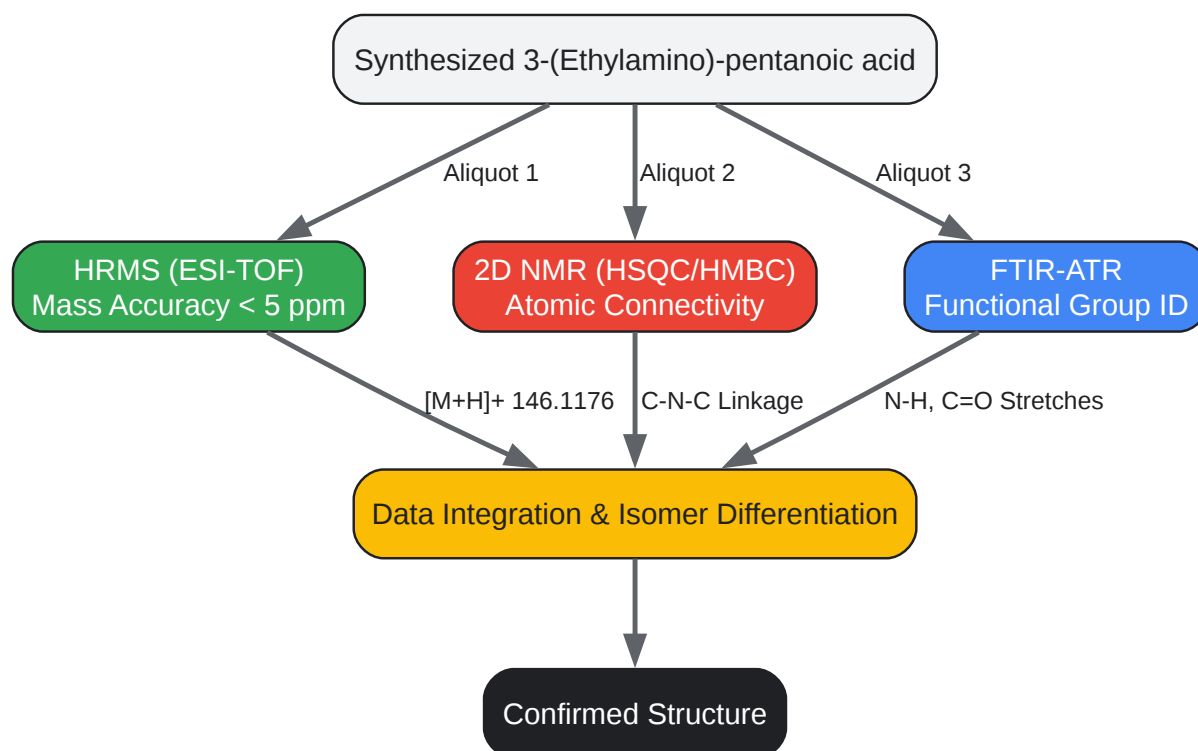 Synthesized 3-(Ethylamino)-pentanoic acid
Aliquot 1
Aliquot 2
Aliquot 3
HRMS (ESI-TOF)
Mass Accuracy < 5 ppm
2D NMR (HSQC/HMBC)
Atomic Connectivity
FTIR-ATR
Functional Group ID
[M+H]+ 146.1176
C-N-C Linkage
N-H, C=O Stretches
Data Integration & Isomer Differentiation
Confirmed Structure